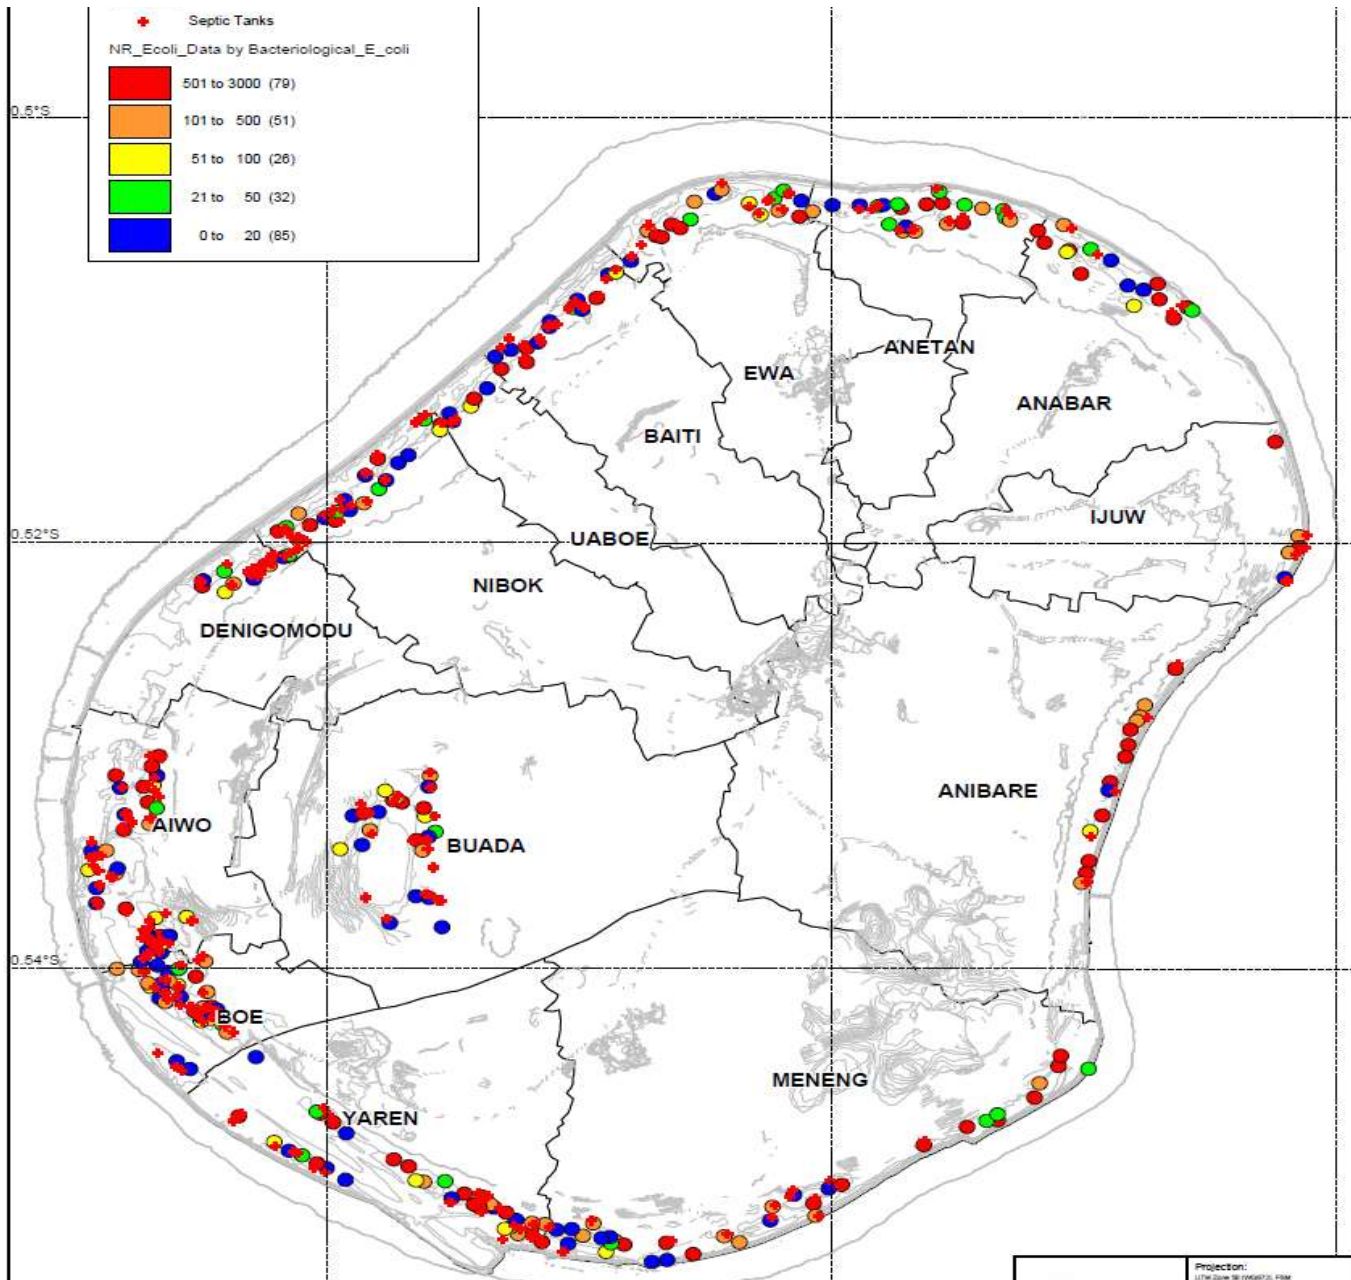 Septic Tanks
NR_Ecoli_Data by Bacteriological_E_coli
501 to 3000 (79)
101 to 500 (51)
51 to 100 (26)
21 to 50 (32)
0 to 20 (85)
0.5°S
ANETAN
EWA
ANABAR
BAITI
IJUW
0.52°S
UABOE
NIBOK
DENIGOMODU
ANIBARE
AIWO
BUADA
0.54°S
BOE
MENENG
YAREN
Projection: